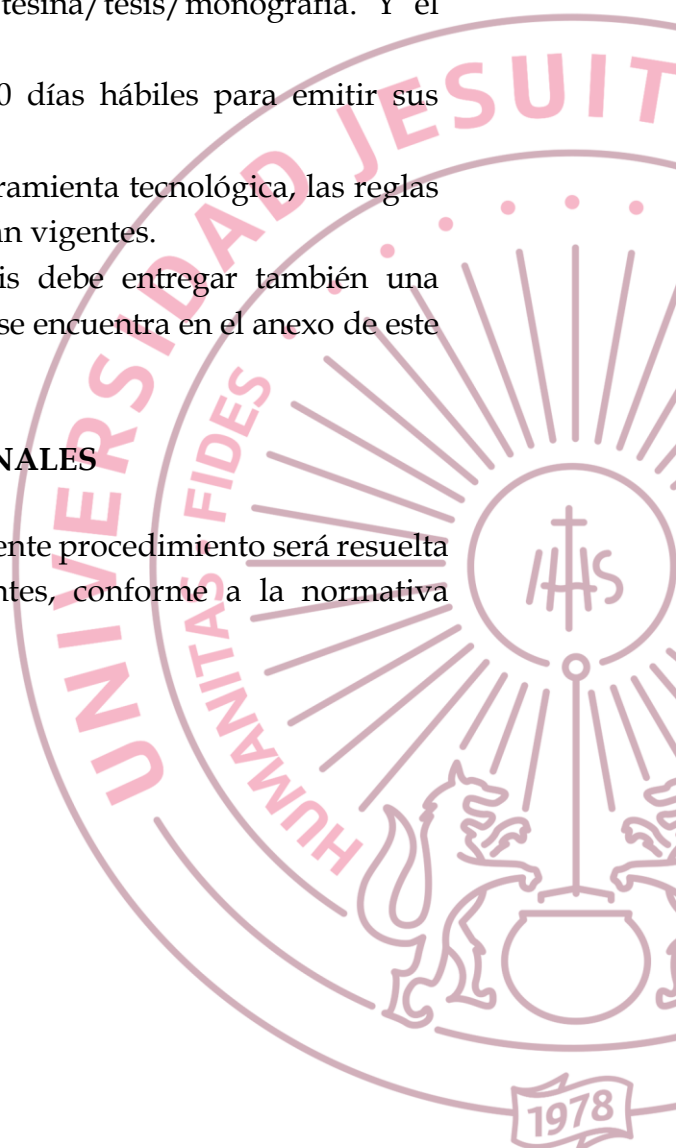 tesina/tesis/monografía. Y el
0 días hábiles para emitir sus
ramienta tecnológica, las reglas
n vigentes.
is debe entregar también una
se encuentra en el anexo de este
NALES
ente procedimiento será resuelta
ntes, conforme a la normativa
UNIVERSIDAD JESUIT
HUMANITAS • FIDES
IHS
1978